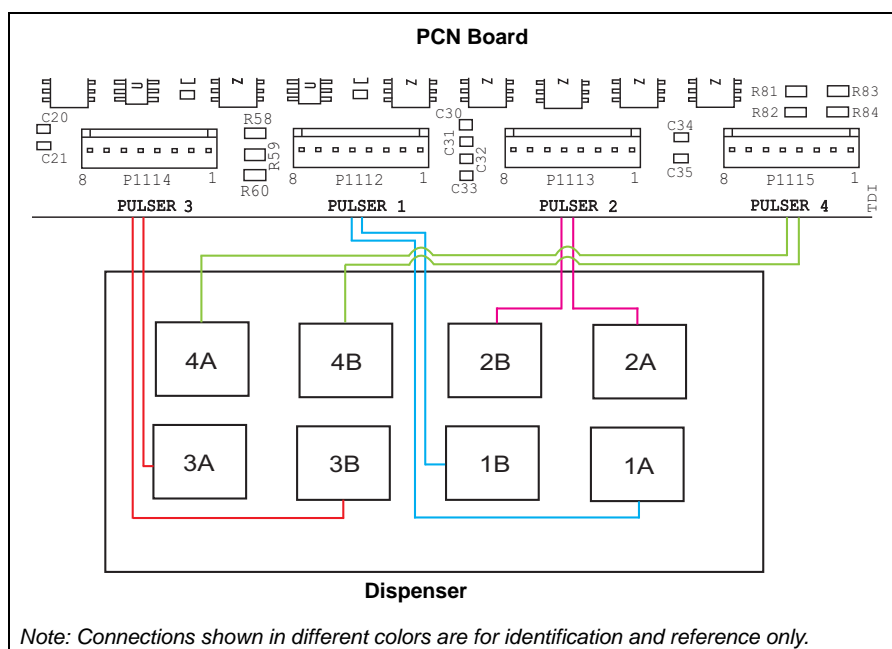 PCN Board
U Z U Z Z Z Z Z
R81 R83
R82 R84
C20
C21
R58
R59
R60
C30
C31
C32
C33
C34
C35
8 P1114 1
8 P1112 1
8 P1113 1
8 P1115 1
TDI
PULSER 3 PULSER 1 PULSER 2 PULSER 4
4A 4B 2B 2A
3A 3B 1B 1A
Dispenser
Note: Connections shown in different colors are for identification and reference only.